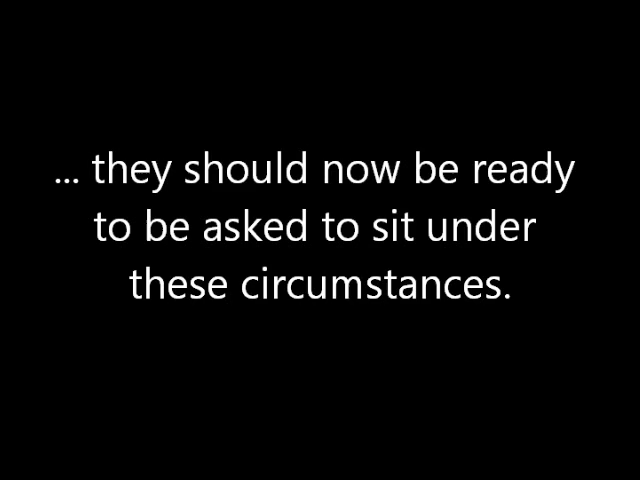 ... they should now be ready
to be asked to sit under
these circumstances.